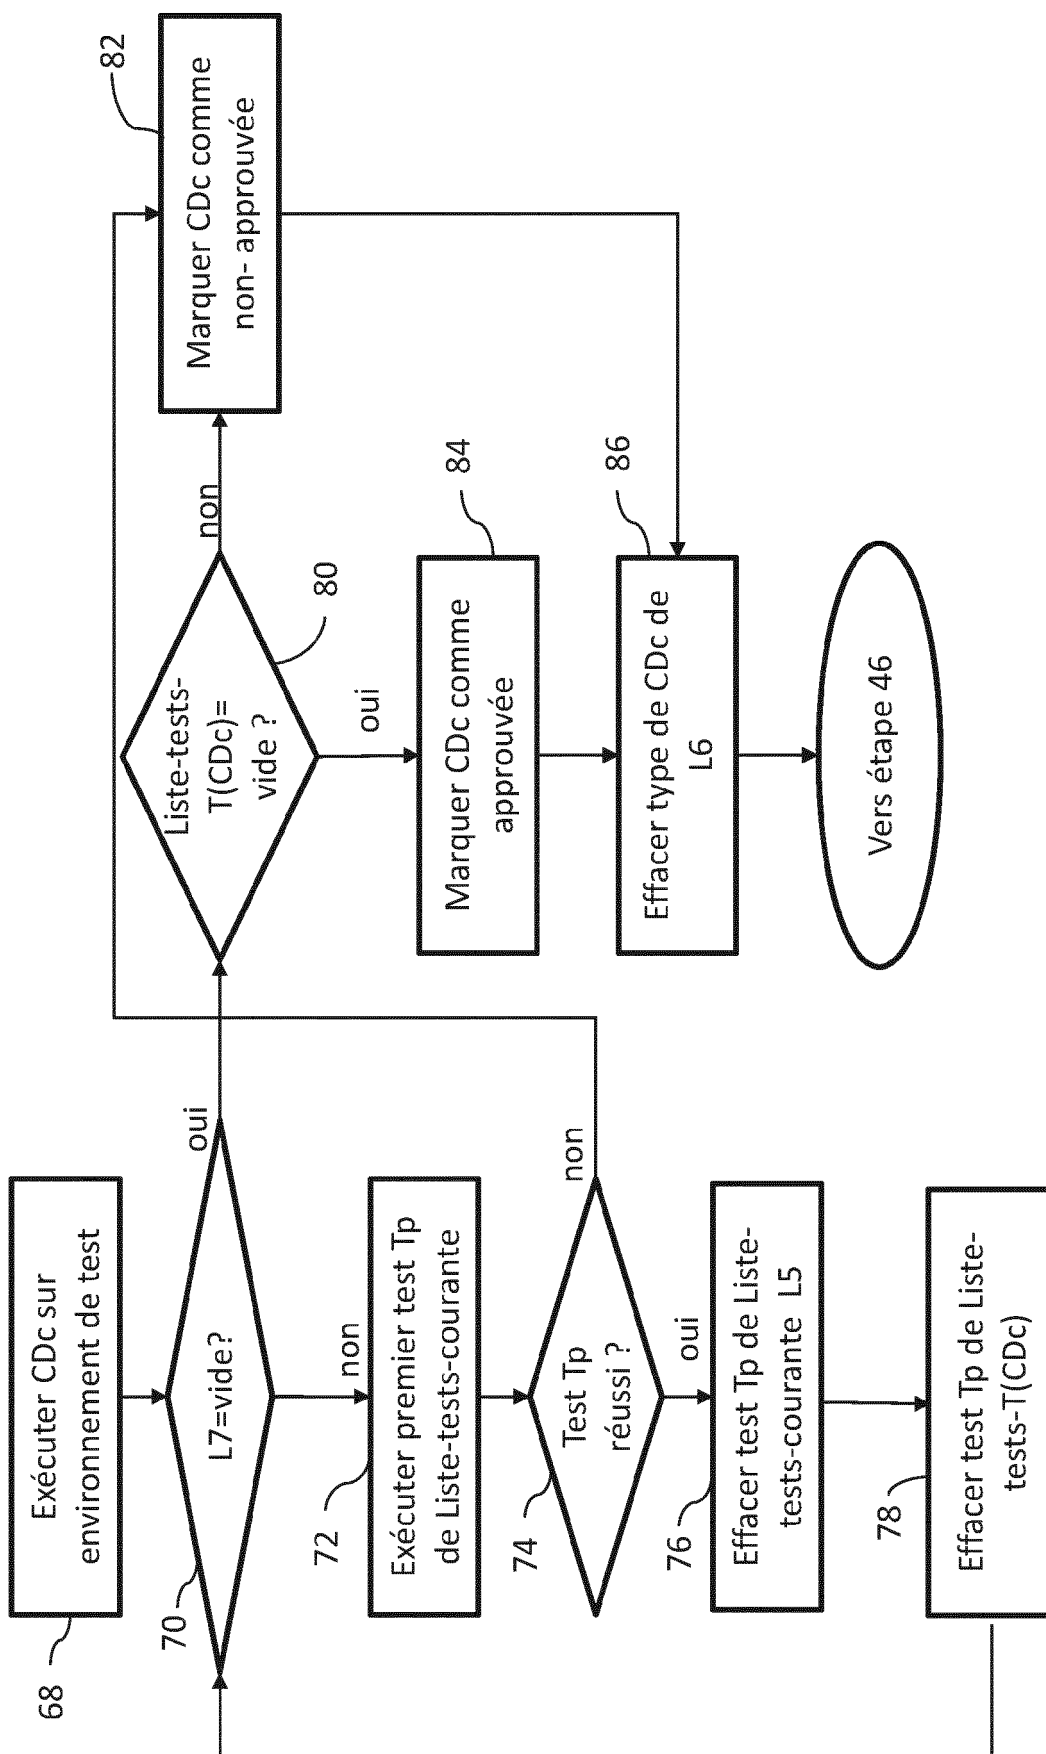 68
Exécuter CDc sur
environnement de test
70
L7=vide?
oui
non
72
Exécuter premier test Tp
de Liste-tests-courante
74
Test Tp
réussi ?
non
oui
76
Effacer test Tp de Liste-
tests-courante L5
78
Effacer test Tp de Liste-
tests-T(CDc)
Liste-tests-
T(CDc)=
vide ?
80
non
oui
82
Marquer CDc comme
non- approuvée
84
Marquer CDc comme
approuvée
86
Effacer type de CDc de
L6
Vers étape 46